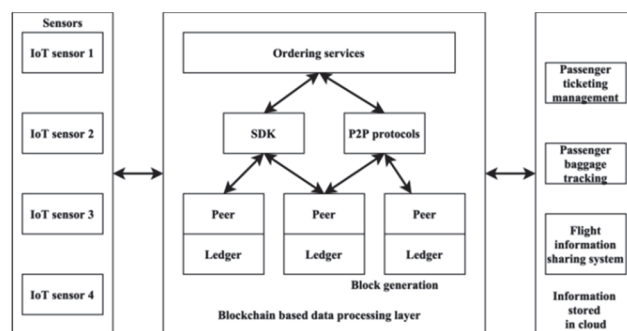 Sensors
IoT sensor 1
IoT sensor 2
IoT sensor 3
IoT sensor 4
Ordering services
SDK
P2P protocols
Peer
Ledger
Peer
Ledger
Peer
Ledger
Block generation
Blockchain based data processing layer
Passenger
ticketing
management
Passenger
baggage
tracking
Flight
information
sharing system
Information
stored
in cloud